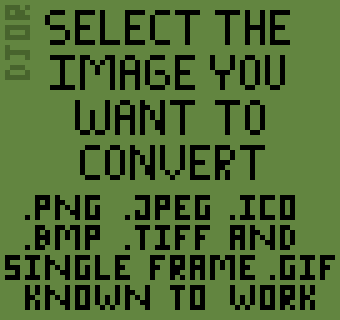 SELECT THE
IMAGE YOU
WANT TO
CONVERT
.PNG .JPEG .ICO
.BMP .TIFF AND
SINGLE FRAME .GIF
KNOWN TO WORK
DJOR